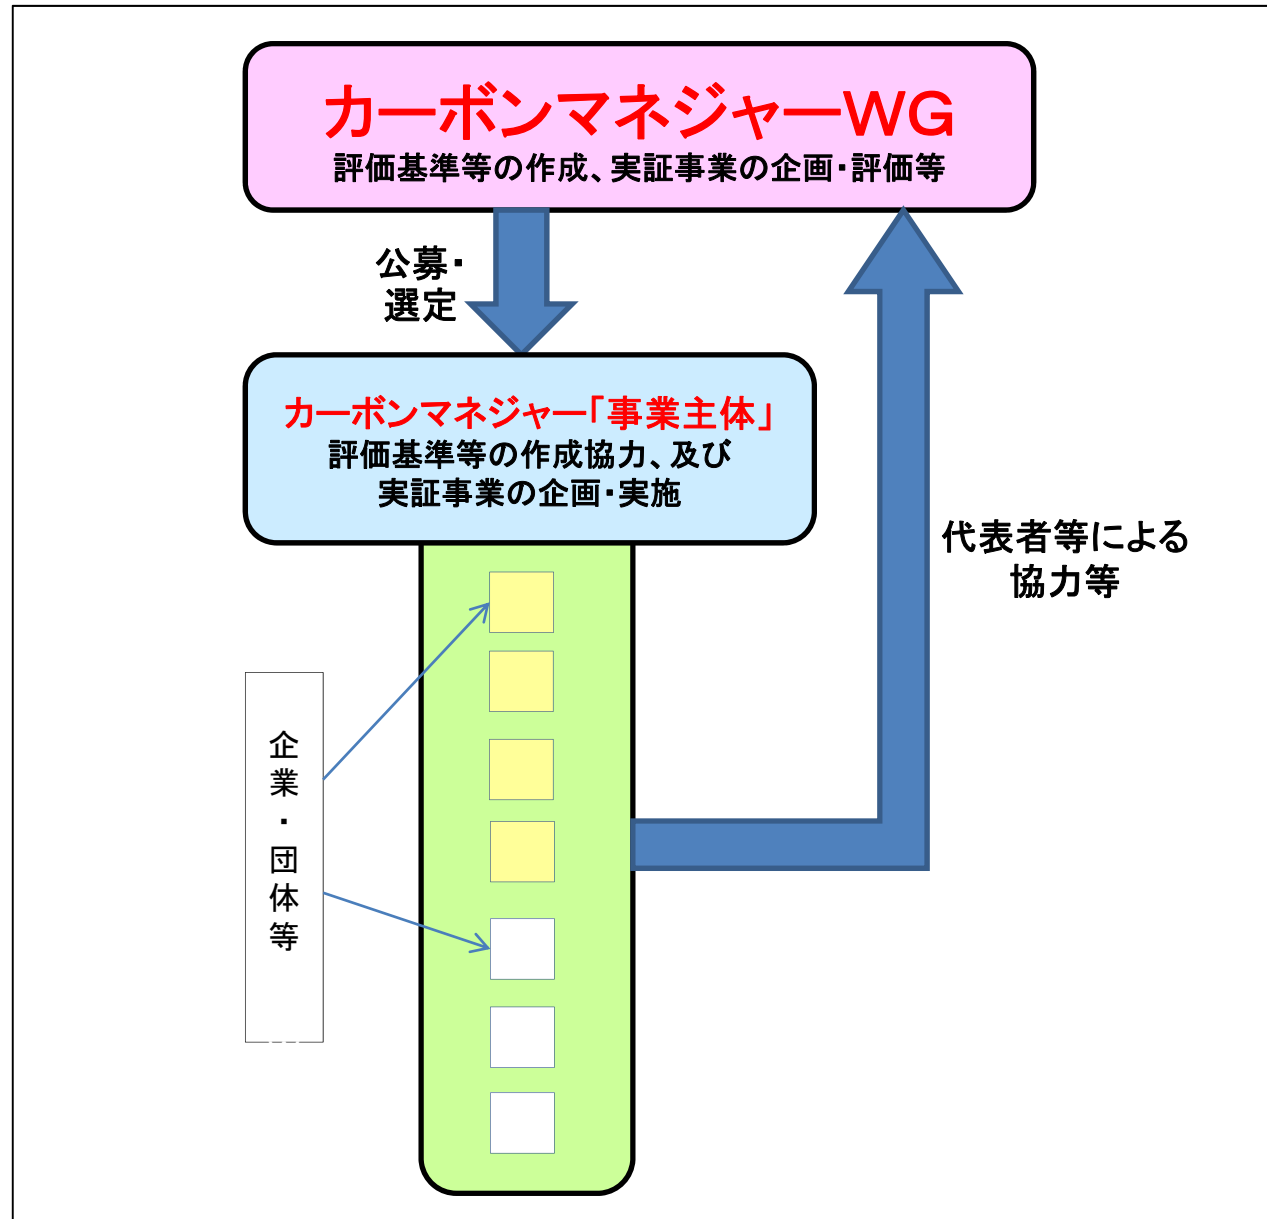 カーボンマネジャーWG
評価基準等の作成、実証事業の企画・評価等
公募・
選定
カーボンマネジャー「事業主体」
評価基準等の作成協力、及び
実証事業の企画・実施
代表者等による
協力等
企業・団体等